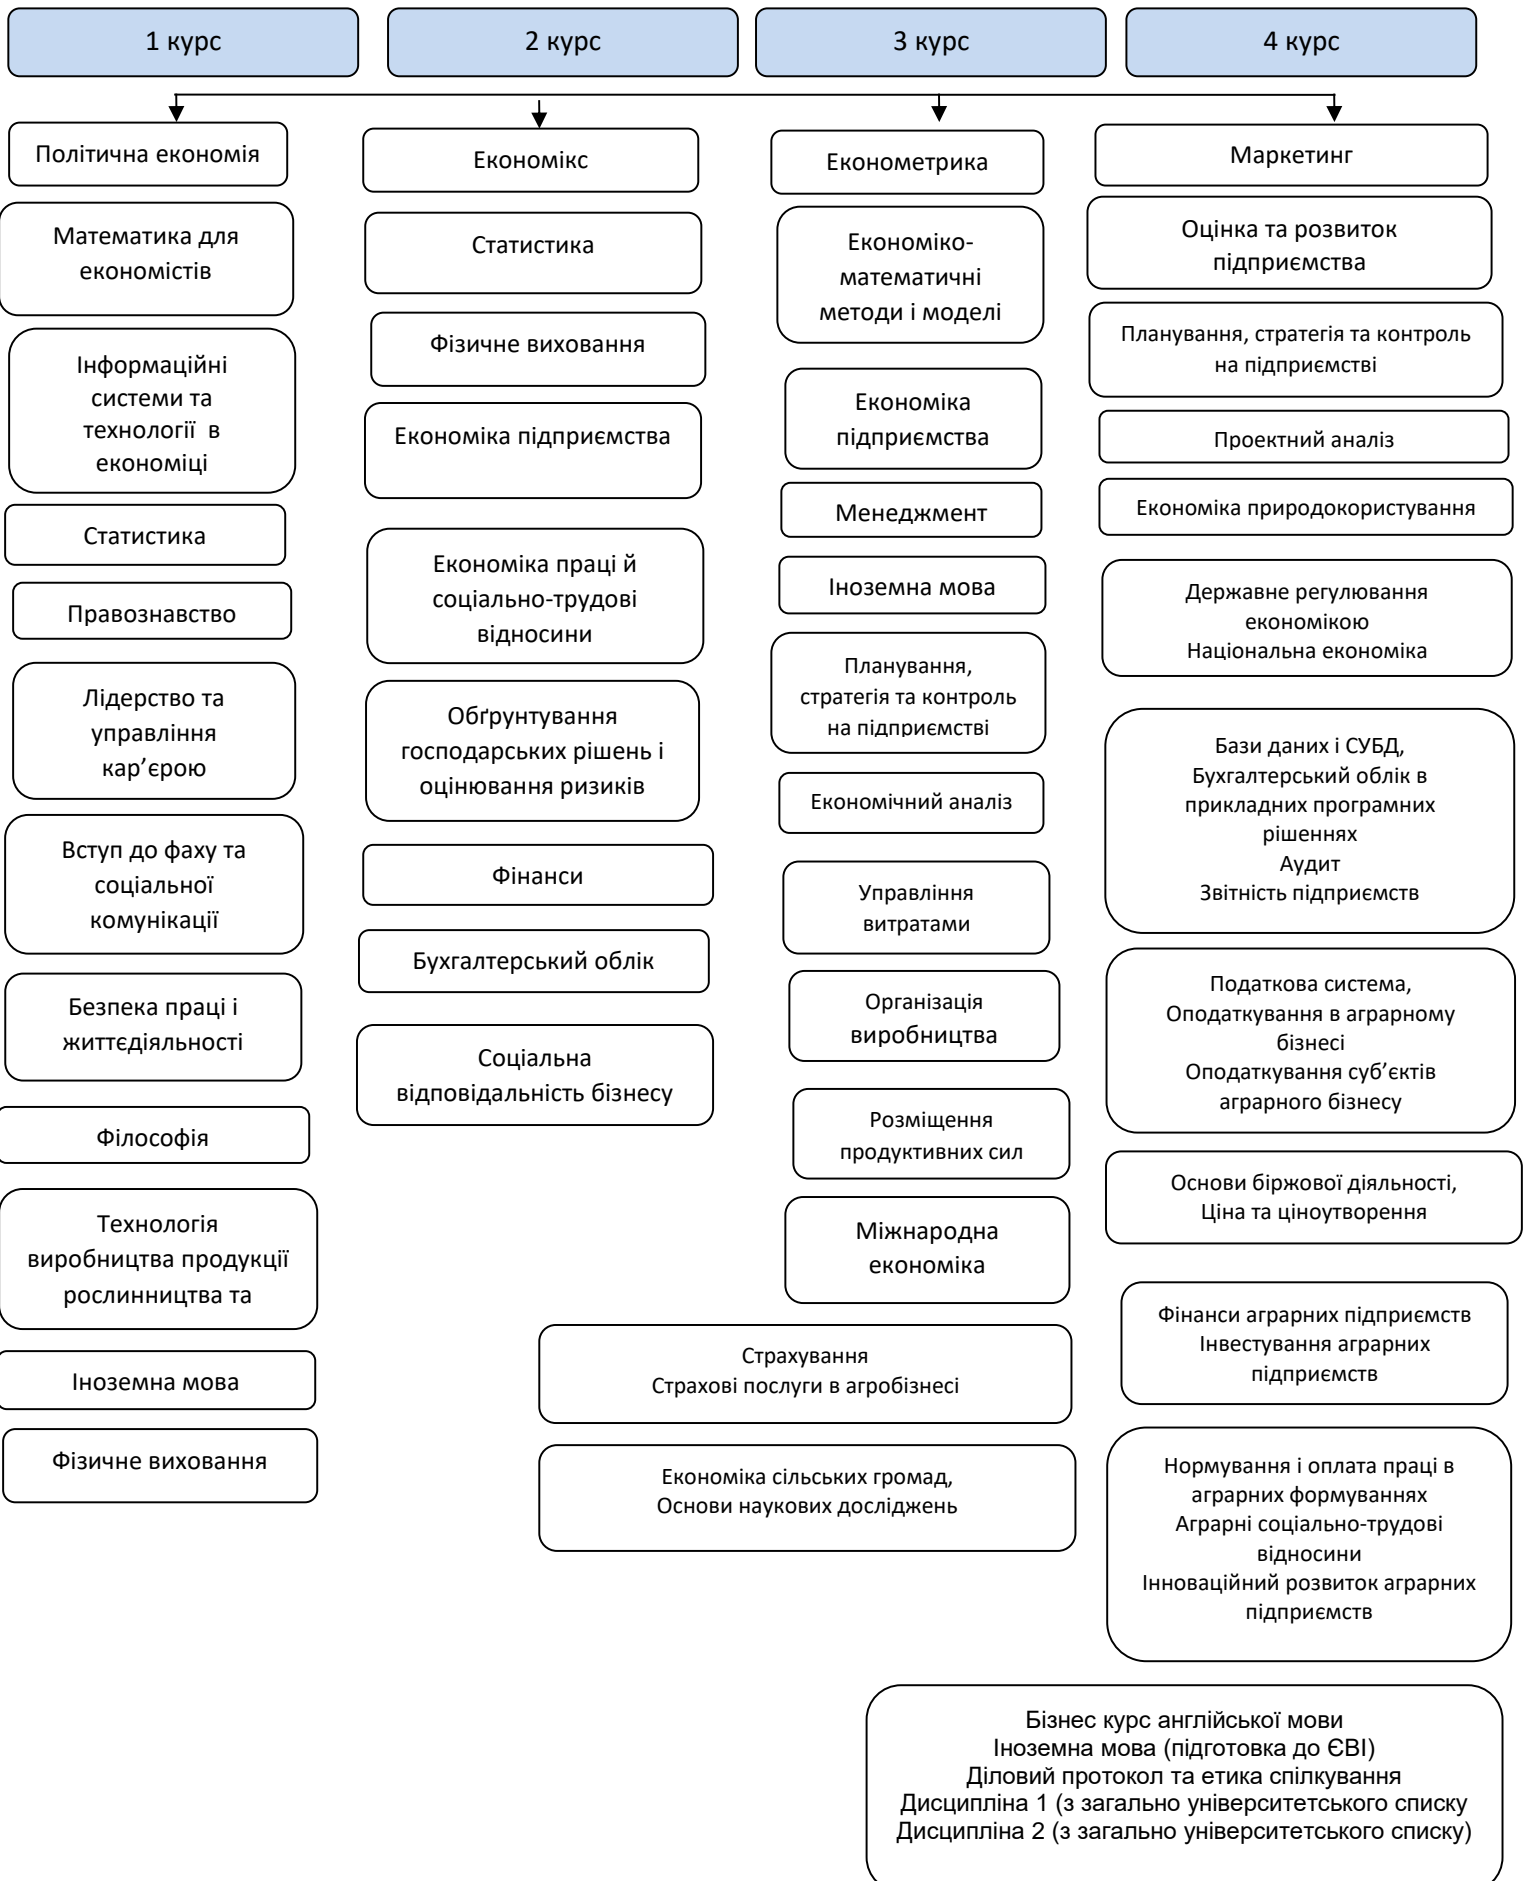 1 курс
2 курс
3 курс
4 курс
Політична економія
Математика для
економістів
Інформаційні
системи та
технології  в
економіці
Статистика
Правознавство
Лідерство та
управління
кар’єрою
Вступ до фаху та
соціальної
комунікації
Безпека праці і
життєдіяльності
Філософія
Технологія
виробництва продукції
рослинництва та
Іноземна мова
Фізичне виховання
Економікс
Статистика
Фізичне виховання
Економіка підприємства
Економіка праці й
соціально-трудові
відносини
Обґрунтування
господарських рішень і
оцінювання ризиків
Фінанси
Бухгалтерський облік
Соціальна
відповідальність бізнесу
Економетрика
Економіко-
математичні
методи і моделі
Економіка
підприємства
Менеджмент
Іноземна мова
Планування,
стратегія та контроль
на підприємстві
Економічний аналіз
Управління
витратами
Організація
виробництва
Розміщення
продуктивних сил
Міжнародна
економіка
Страхування
Страхові послуги в агробізнесі
Економіка сільських громад,
Основи наукових досліджень
Маркетинг
Оцінка та розвиток
підприємства
Планування, стратегія та контроль
на підприємстві
Проектний аналіз
Економіка природокористування
Державне регулювання
економікою
Національна економіка
Бази даних і СУБД,
Бухгалтерський облік в
прикладних програмних
рішеннях
Аудит
Звітність підприємств
Податкова система,
Оподаткування в аграрному
бізнесі
Оподаткування суб’єктів
аграрного бізнесу
Основи біржової діяльності,
Ціна та ціноутворення
Фінанси аграрних підприємств
Інвестування аграрних
підприємств
Нормування і оплата праці в
аграрних формуваннях
Аграрні соціально-трудові
відносини
Інноваційний розвиток аграрних
підприємств
Бізнес курс англійської мови
Іноземна мова (підготовка до ЄВІ)
Діловий протокол та етика спілкування
Дисципліна 1 (з загально університетського списку
Дисципліна 2 (з загально університетського списку)